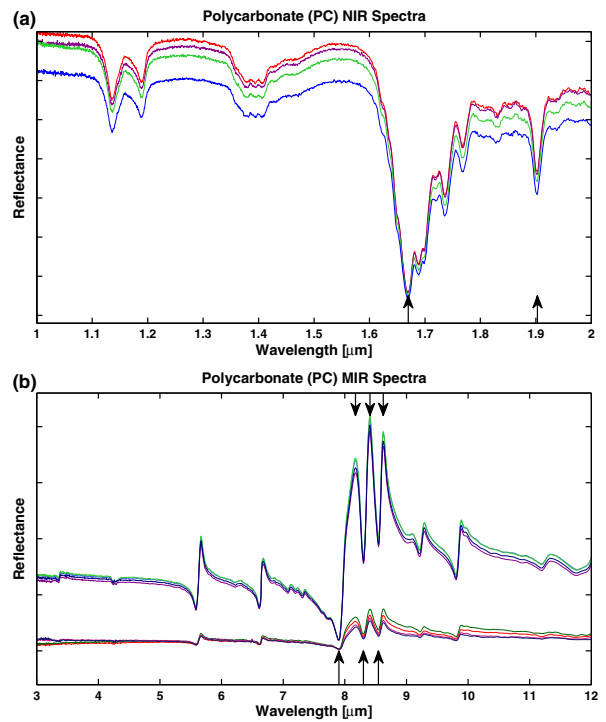 (a)
Polycarbonate (PC) NIR Spectra
Reflectance
1 1.1 1.2 1.3 1.4 1.5 1.6 1.7 1.8 1.9 2
Wavelength [μm]
(b)
Polycarbonate (PC) MIR Spectra
Reflectance
3 4 5 6 7 8 9 10 11 12
Wavelength [μm]